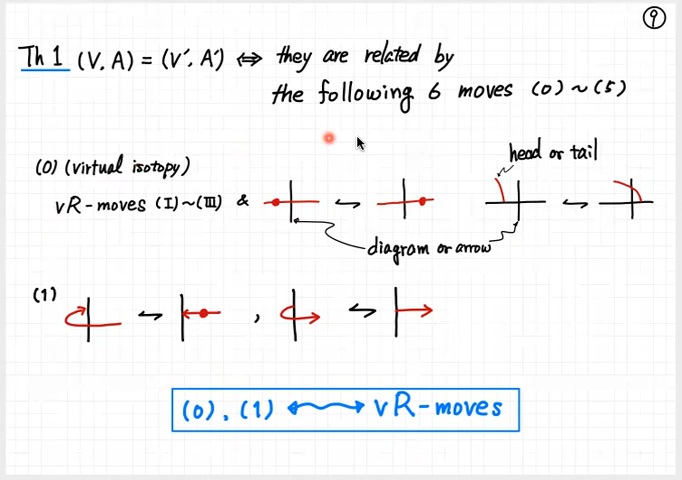 ⑨
Th 1 (V, A) = (V', A') ⇔ they are related by
the following 6 moves (0) ~ (5)
(0) (virtual isotopy)
head or tail
vR-moves (I)~(III) &
diagram or arrow
(1)
,
(0), (1) ↔ vR-moves